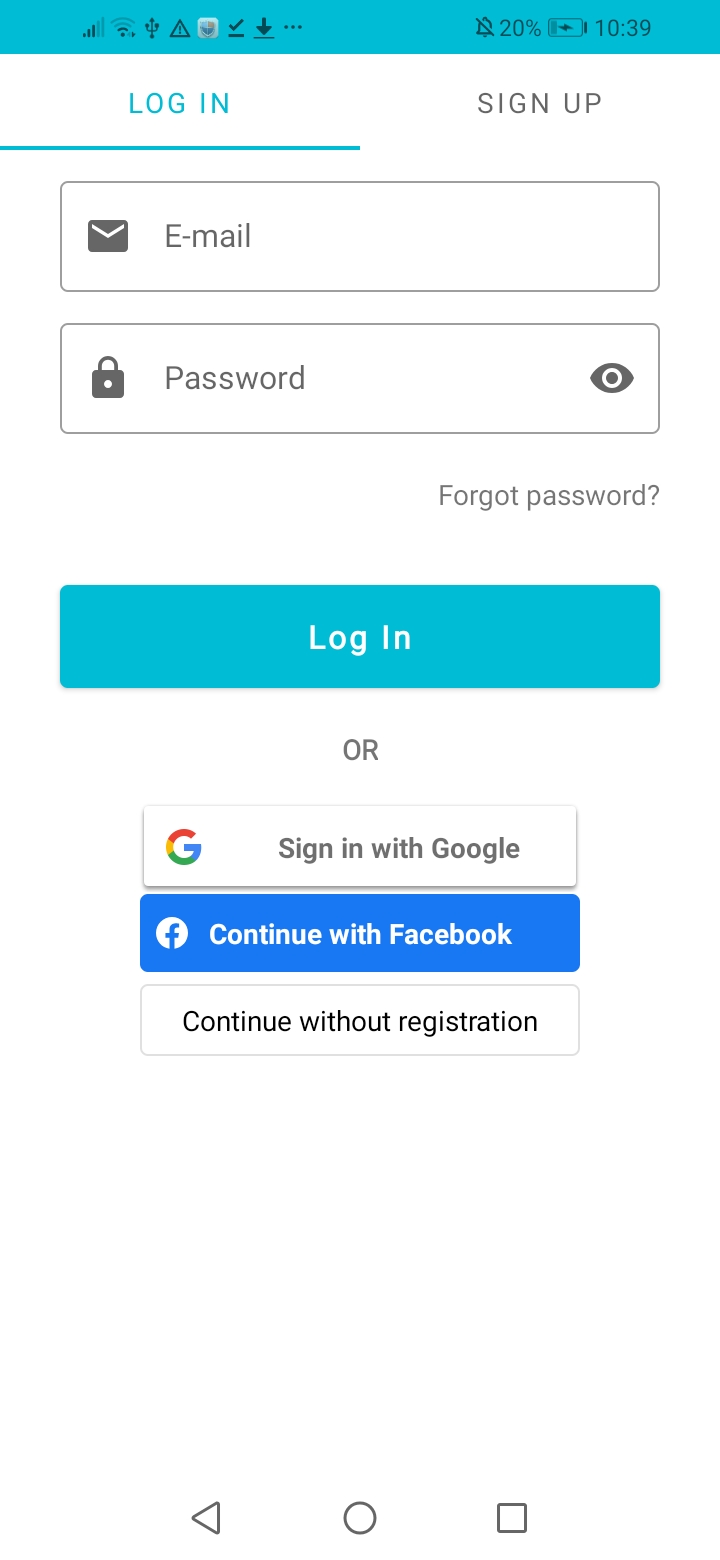 20% 10:39
LOG IN SIGN UP
E-mail
Password
Forgot password?
Log In
OR
Sign in with Google
Continue with Facebook
Continue without registration